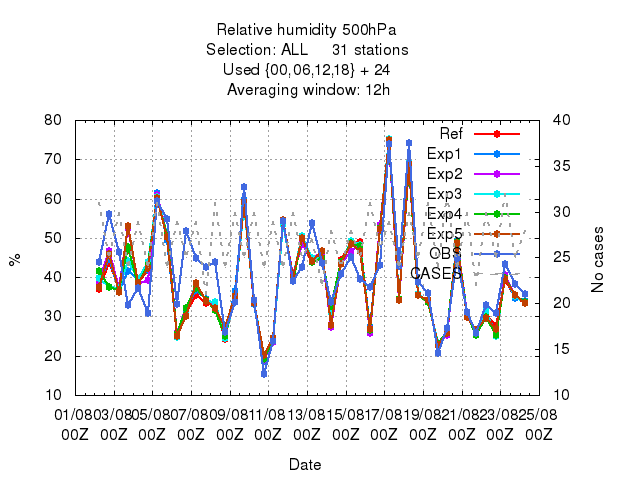 Relative humidity 500hPa
Selection: ALL 31 stations
Used {00,06,12,18} + 24
Averaging window: 12h
80 40
Ref
Exp1
70 35
Exp2
Exp3
60 30
Exp4
Exp5
50 25
OBS
CASES
40 20
30 15
20
10 10
%
No cases
01/08 03/08 05/08 07/08 09/08 11/08 13/08 15/08 17/08 19/08 21/08 23/08 25/08
00Z 00Z 00Z 00Z 00Z 00Z 00Z 00Z 00Z 00Z 00Z 00Z 00Z
Date